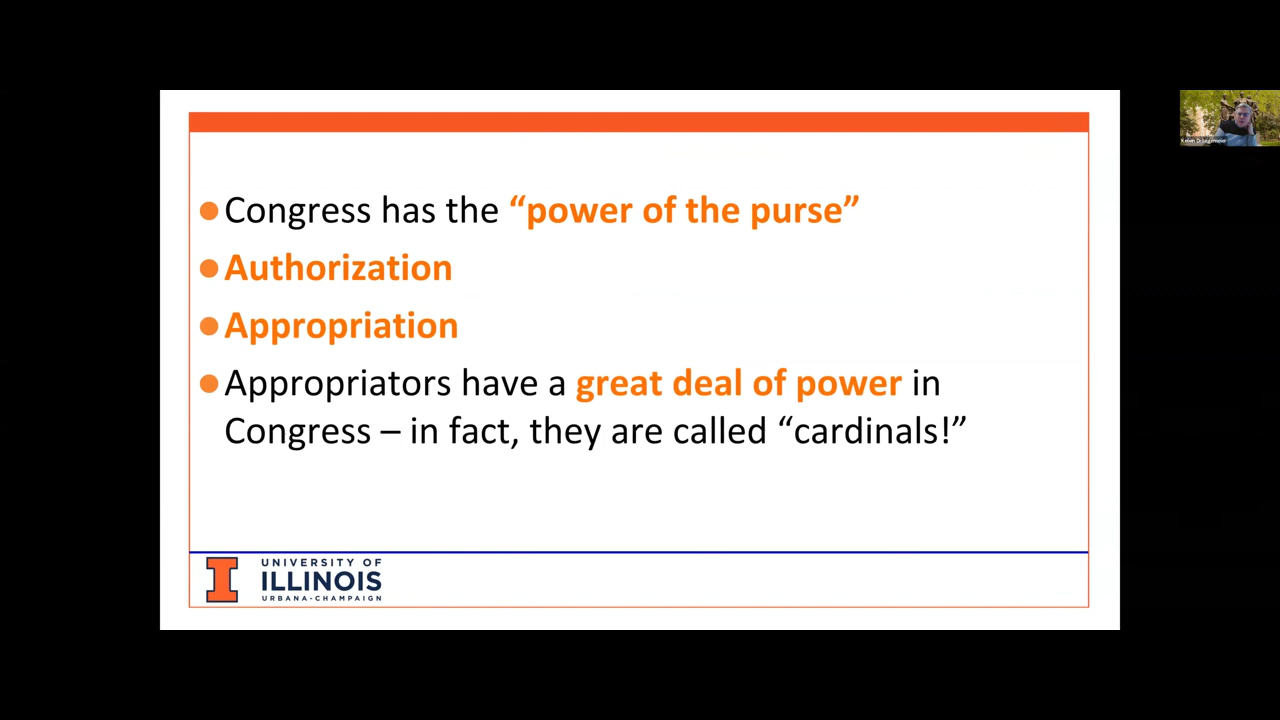 Congress has the “power of the purse”
Authorization
Appropriation
Appropriators have a great deal of power in
Congress – in fact, they are called “cardinals!”
UNIVERSITY OF
ILLINOIS
URBANA-CHAMPAIGN